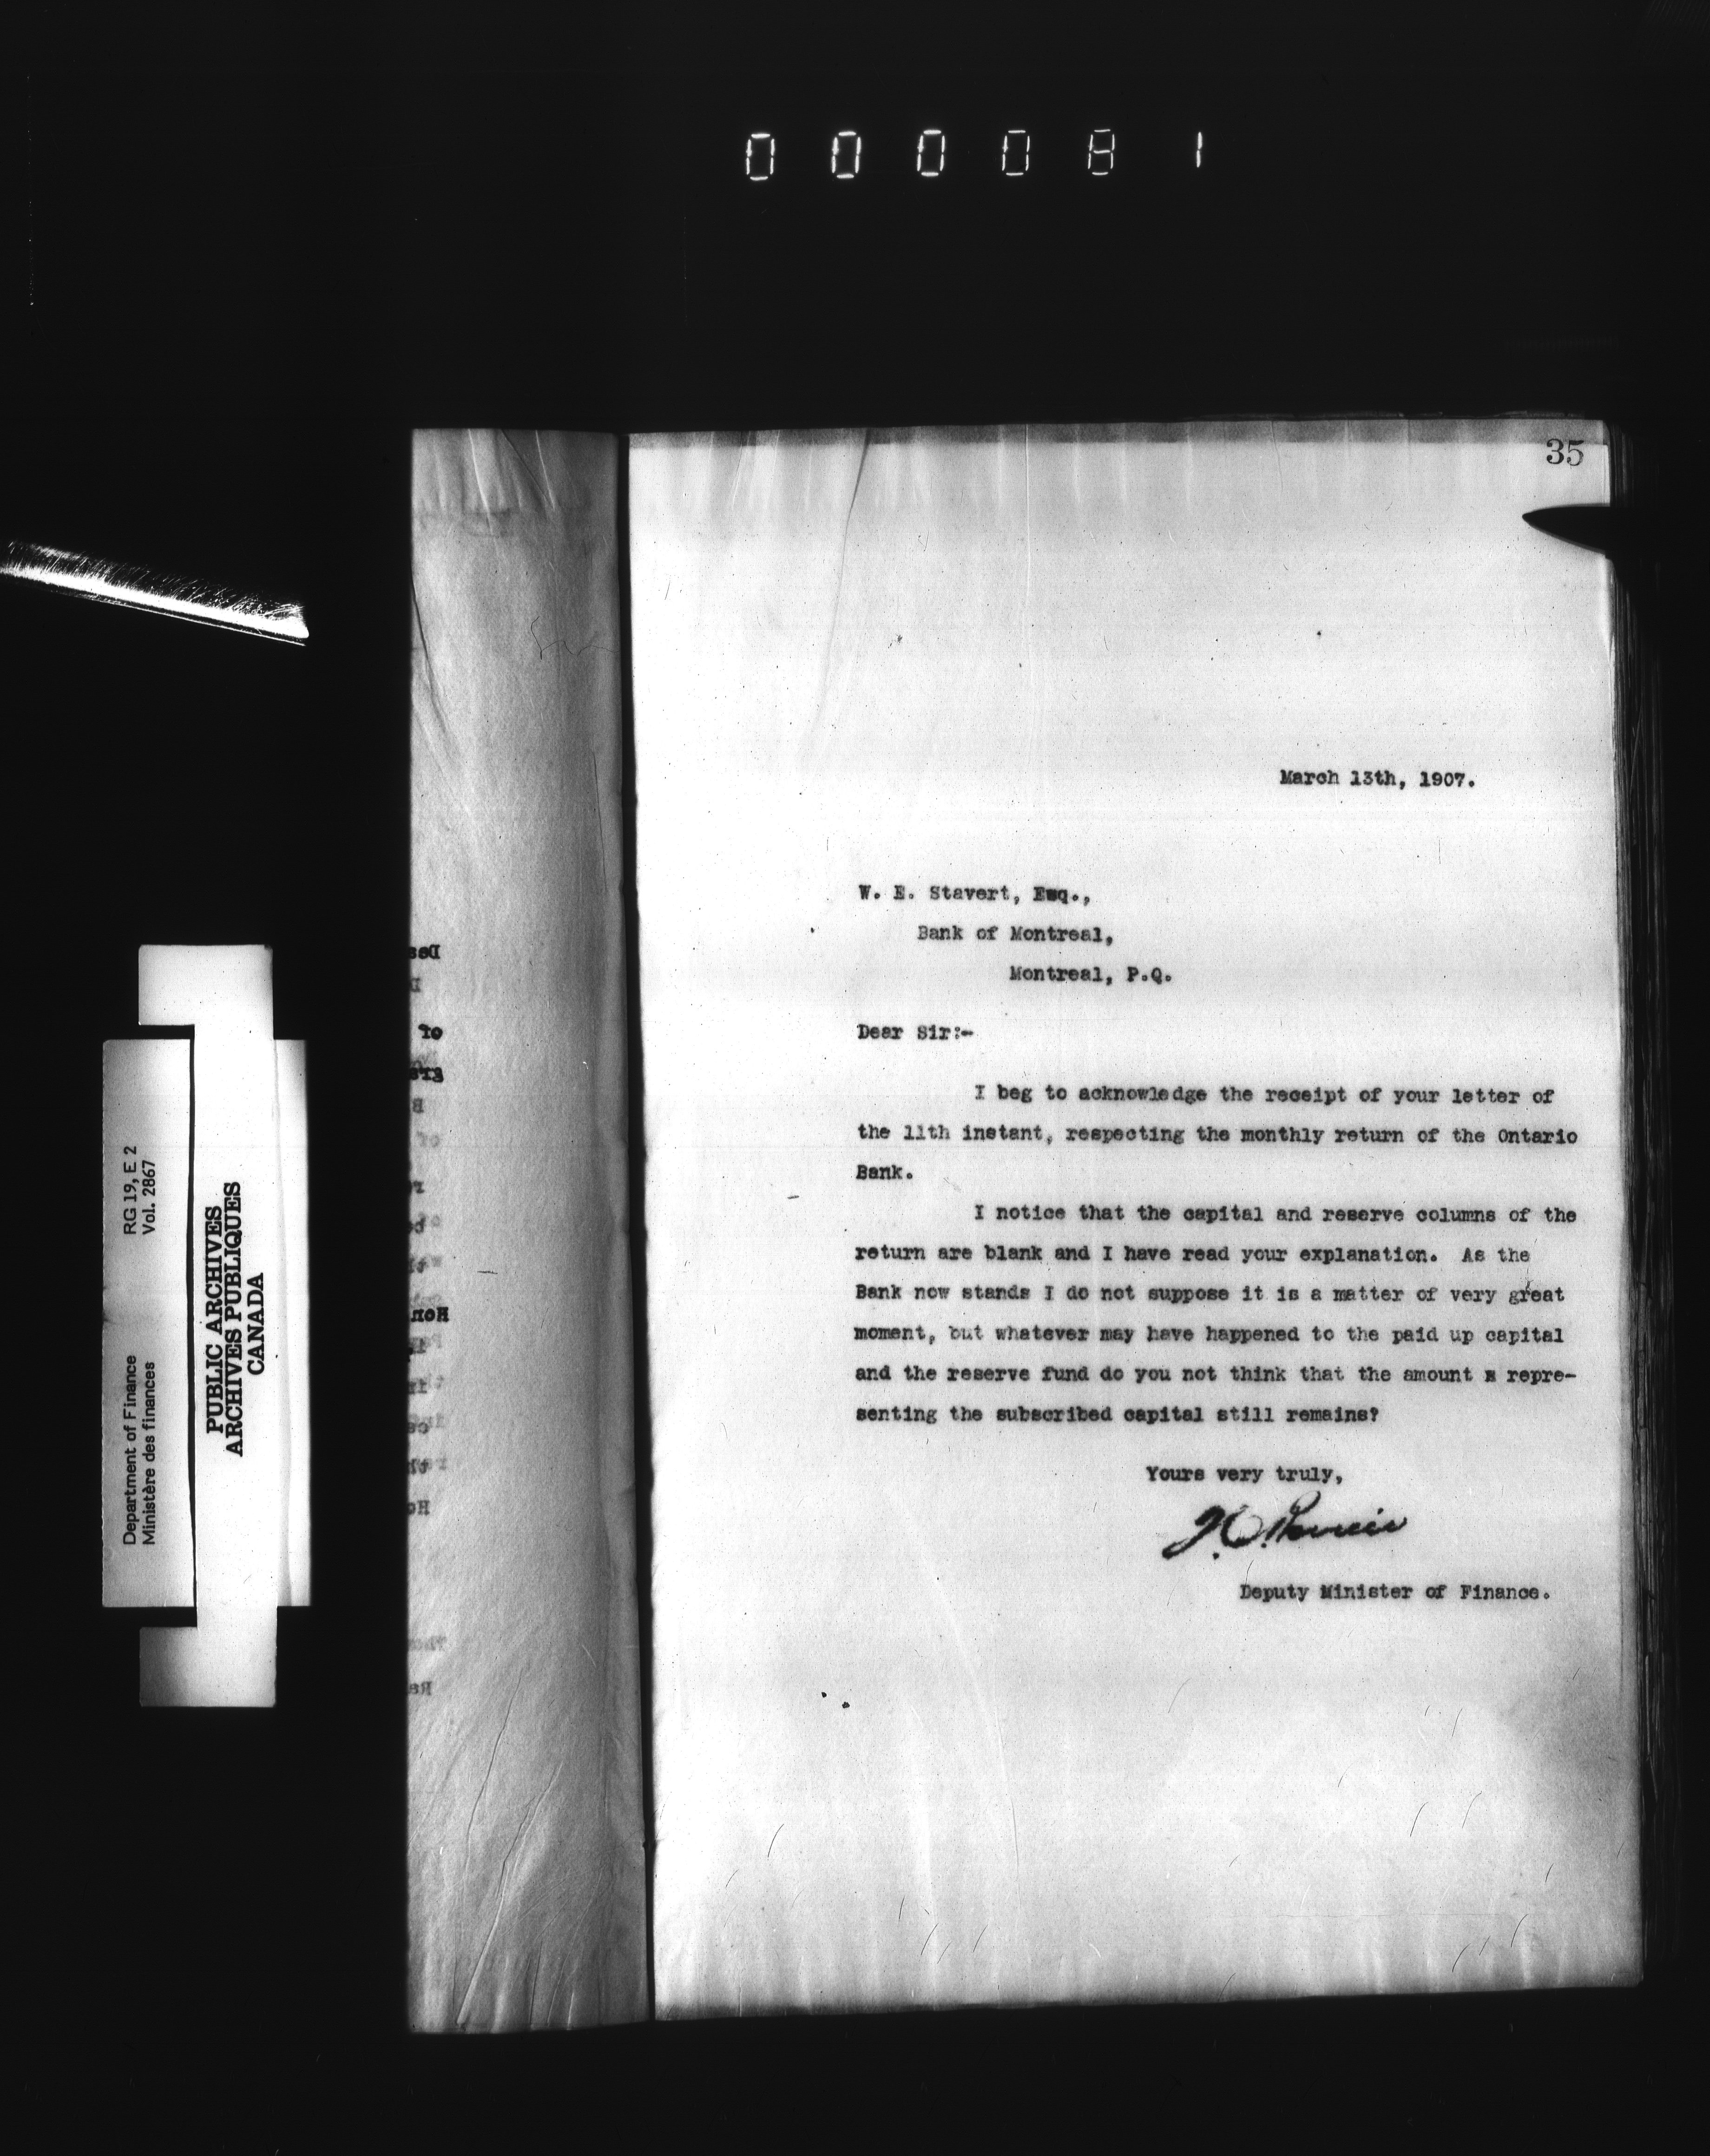 000081
35
March 13th, 1907.
W. E. Stavert, Esq.,
Bank of Montreal,
Montreal, P.Q.
Dear Sir:-
I beg to acknowledge the receipt of your letter of
the 11th instant, respecting the monthly return of the Ontario
Bank.
I notice that the capital and reserve columns of the
return are blank and I have read your explanation. As the
Bank now stands I do not suppose it is a matter of very great
moment, but whatever may have happened to the paid up capital
and the reserve fund do you not think that the amount repre-
senting the subscribed capital still remains?
Yours very truly,
Deputy Minister of Finance.
Department of Finance RG 19, E 2
Ministère des finances Vol. 2867
PUBLIC ARCHIVES
ARCHIVES PUBLIQUES
CANADA